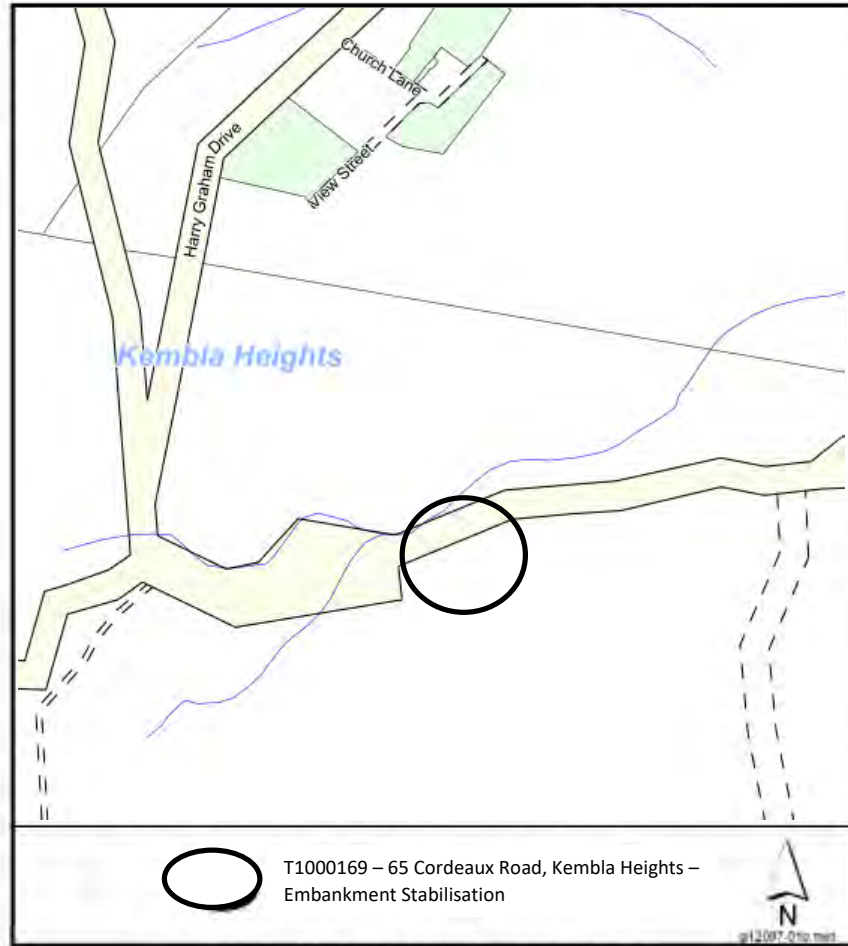 Church Lane
View Street
Harry Graham Drive
Kembla Heights
T1000169 – 65 Cordeaux Road, Kembla Heights –
Embankment Stabilisation
N